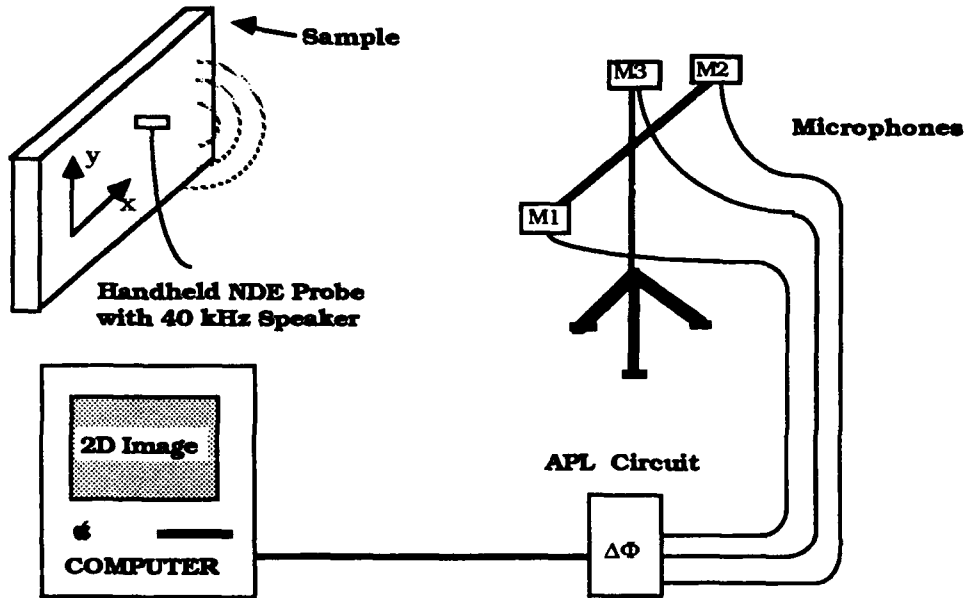 Sample
M3
M2
Microphones
y
x
M1
Handheld NDE Probe
with 40 kHz Speaker
2D Image
APL Circuit
ΔΦ
COMPUTER